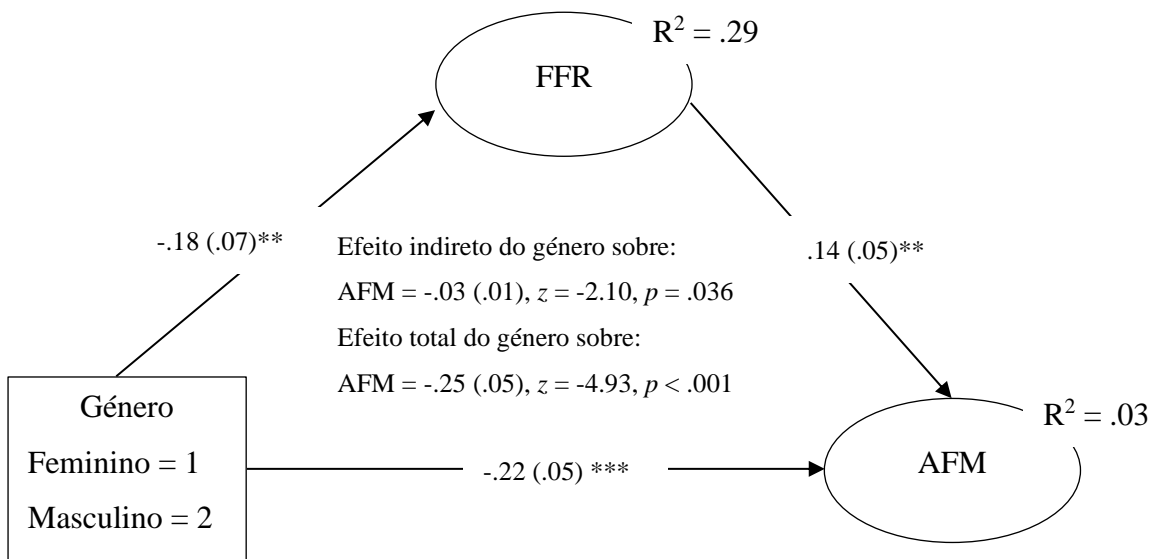 R² = .29
FFR
-.18 (.07)**
.14 (.05)**
Efeito indireto do género sobre:
AFM = -.03 (.01), z = -2.10, p = .036
Efeito total do género sobre:
AFM = -.25 (.05), z = -4.93, p < .001
Género
Feminino = 1
Masculino = 2
-.22 (.05) ***
R² = .03
AFM